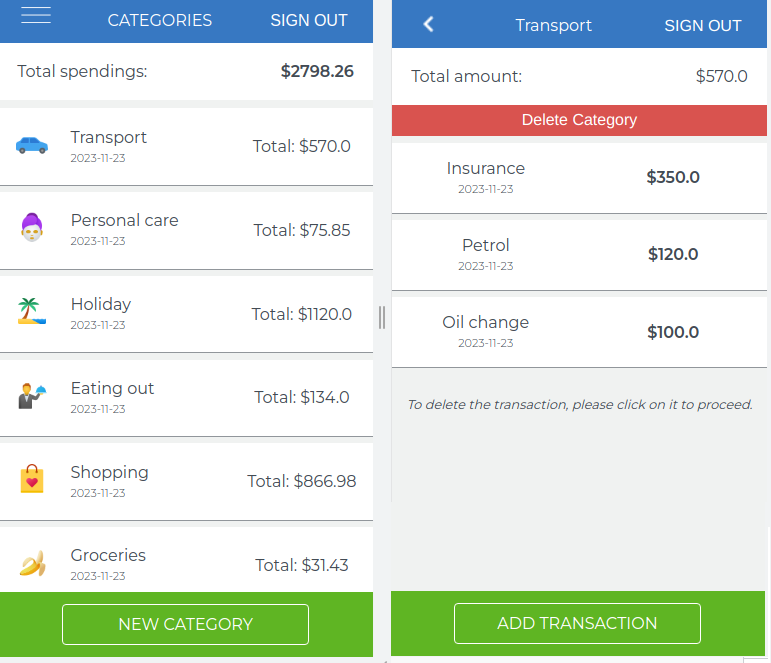 CATEGORIES SIGN OUT
Total spendings: $2798.26
Transport
2023-11-23
Total: $570.0
Personal care
2023-11-23
Total: $75.85
Holiday
2023-11-23
Total: $1120.0
Eating out
2023-11-23
Total: $134.0
Shopping
2023-11-23
Total: $866.98
Groceries
2023-11-23
Total: $31.43
NEW CATEGORY
Transport SIGN OUT
Total amount: $570.0
Delete Category
Insurance
2023-11-23
$350.0
Petrol
2023-11-23
$120.0
Oil change
2023-11-23
$100.0
To delete the transaction, please click on it to proceed.
ADD TRANSACTION